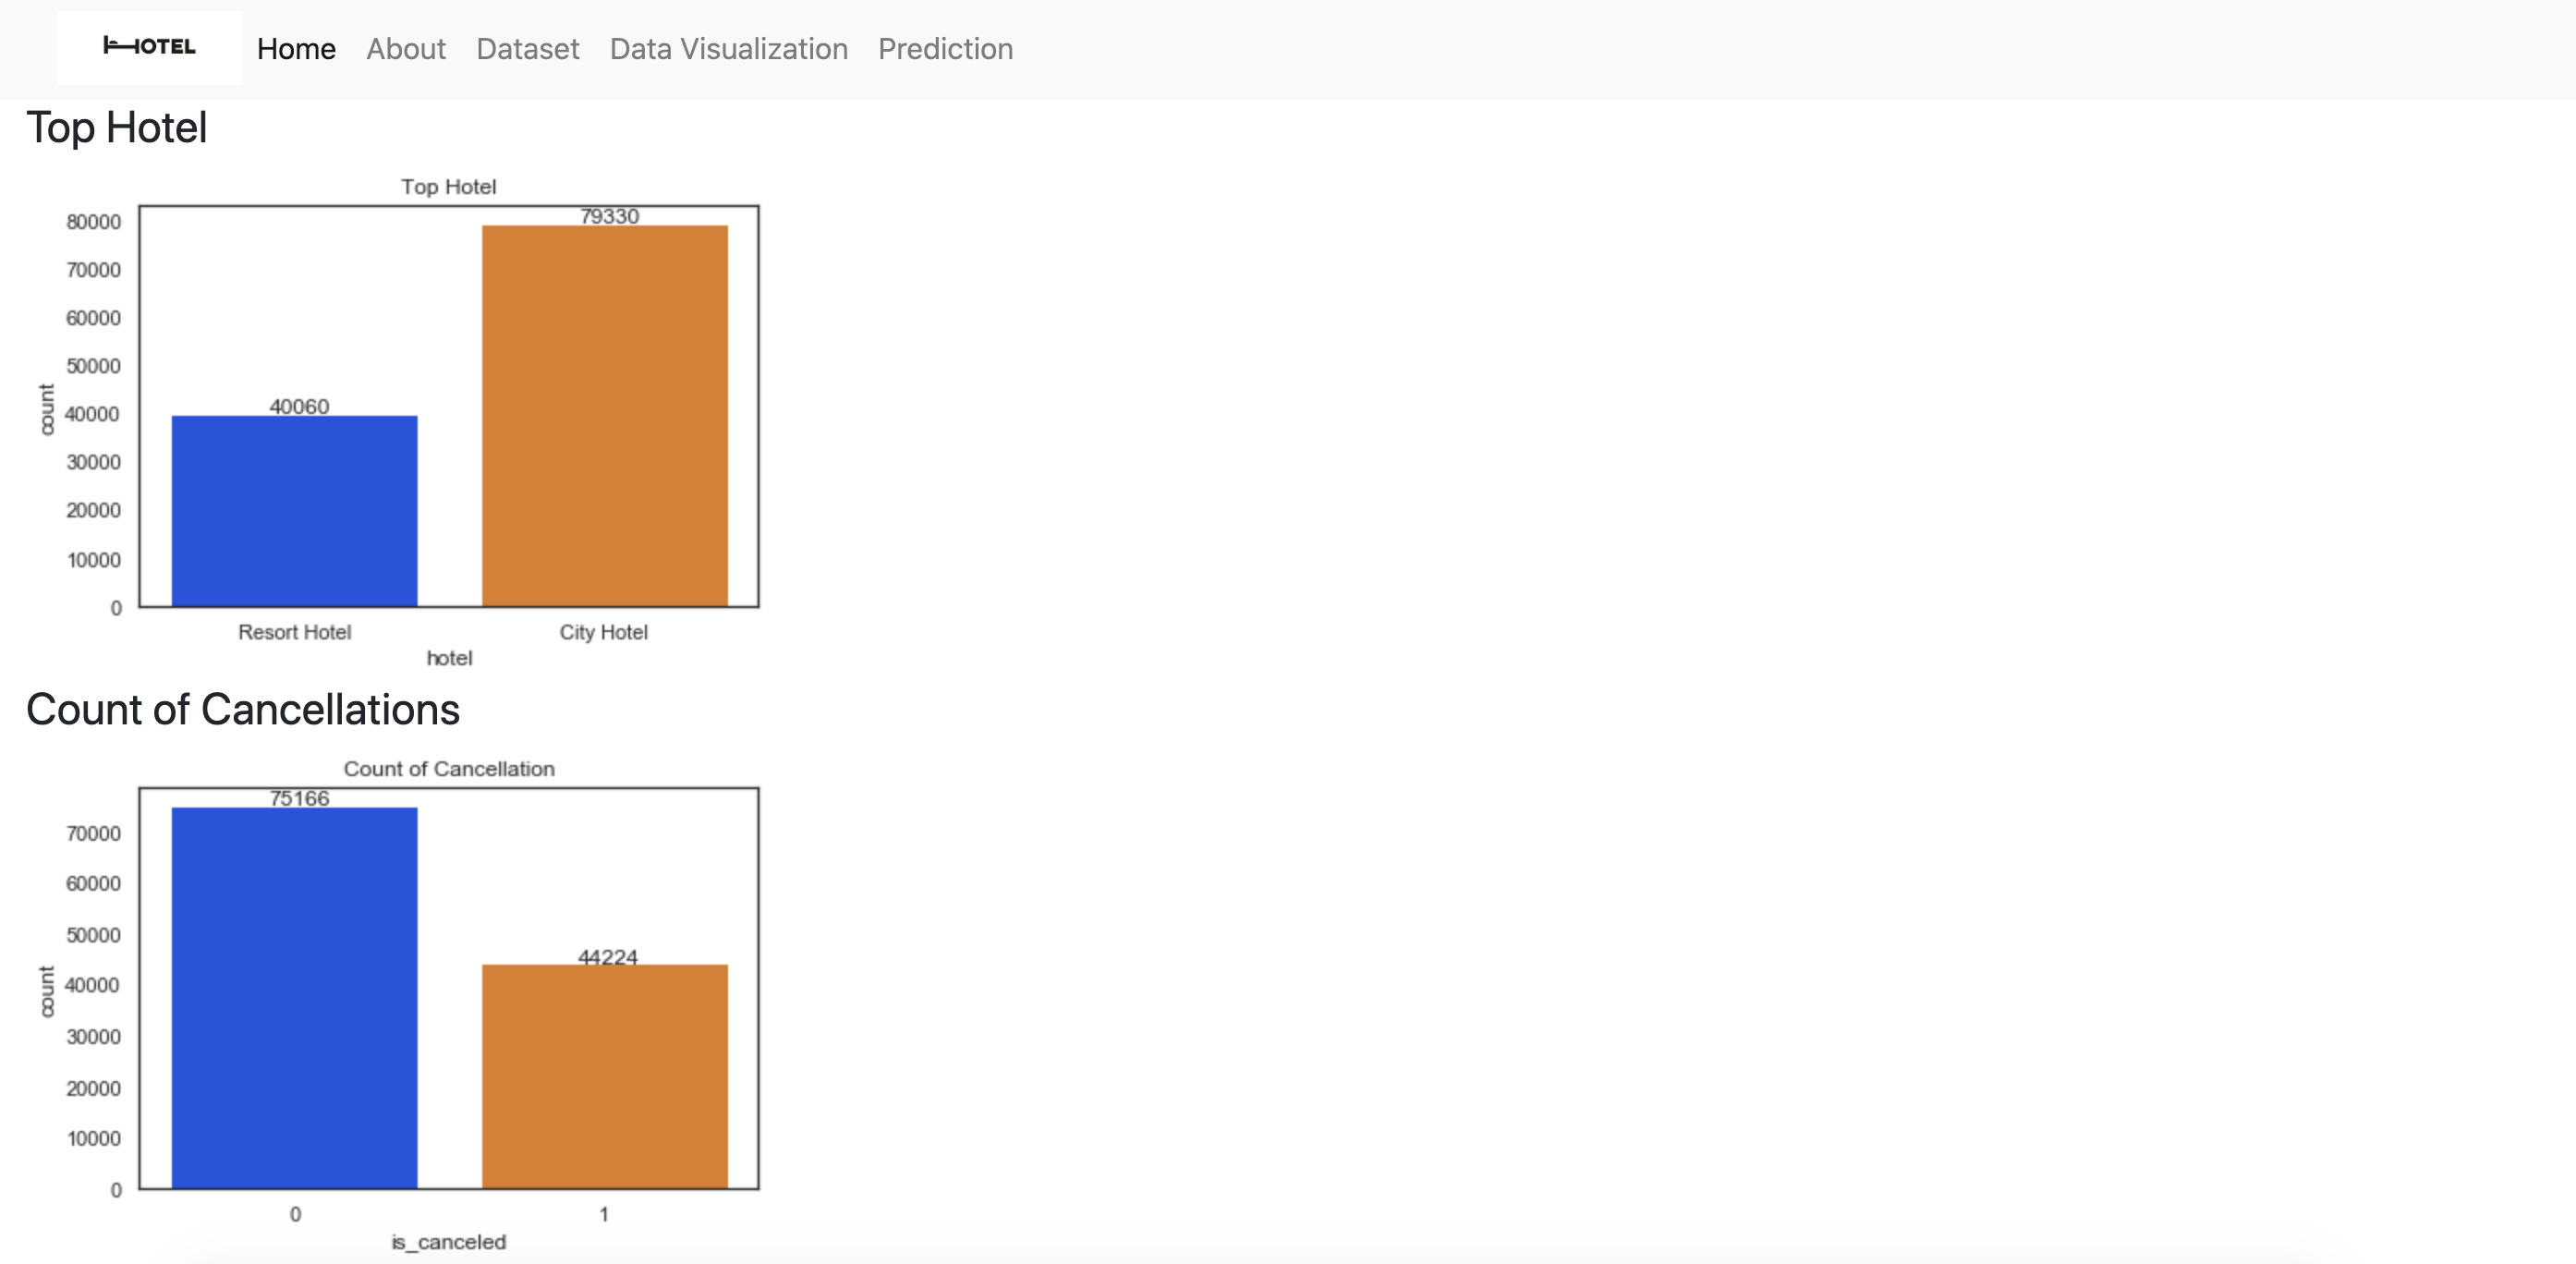 HOTEL Home About Dataset Data Visualization Prediction
Top Hotel
Top Hotel
79330
80000
70000
60000
50000
40060
40000
30000
20000
10000
0
count
Resort Hotel City Hotel
hotel
Count of Cancellations
Count of Cancellation
75166
70000
60000
50000
44224
40000
30000
20000
10000
0
count
0 1
is_canceled